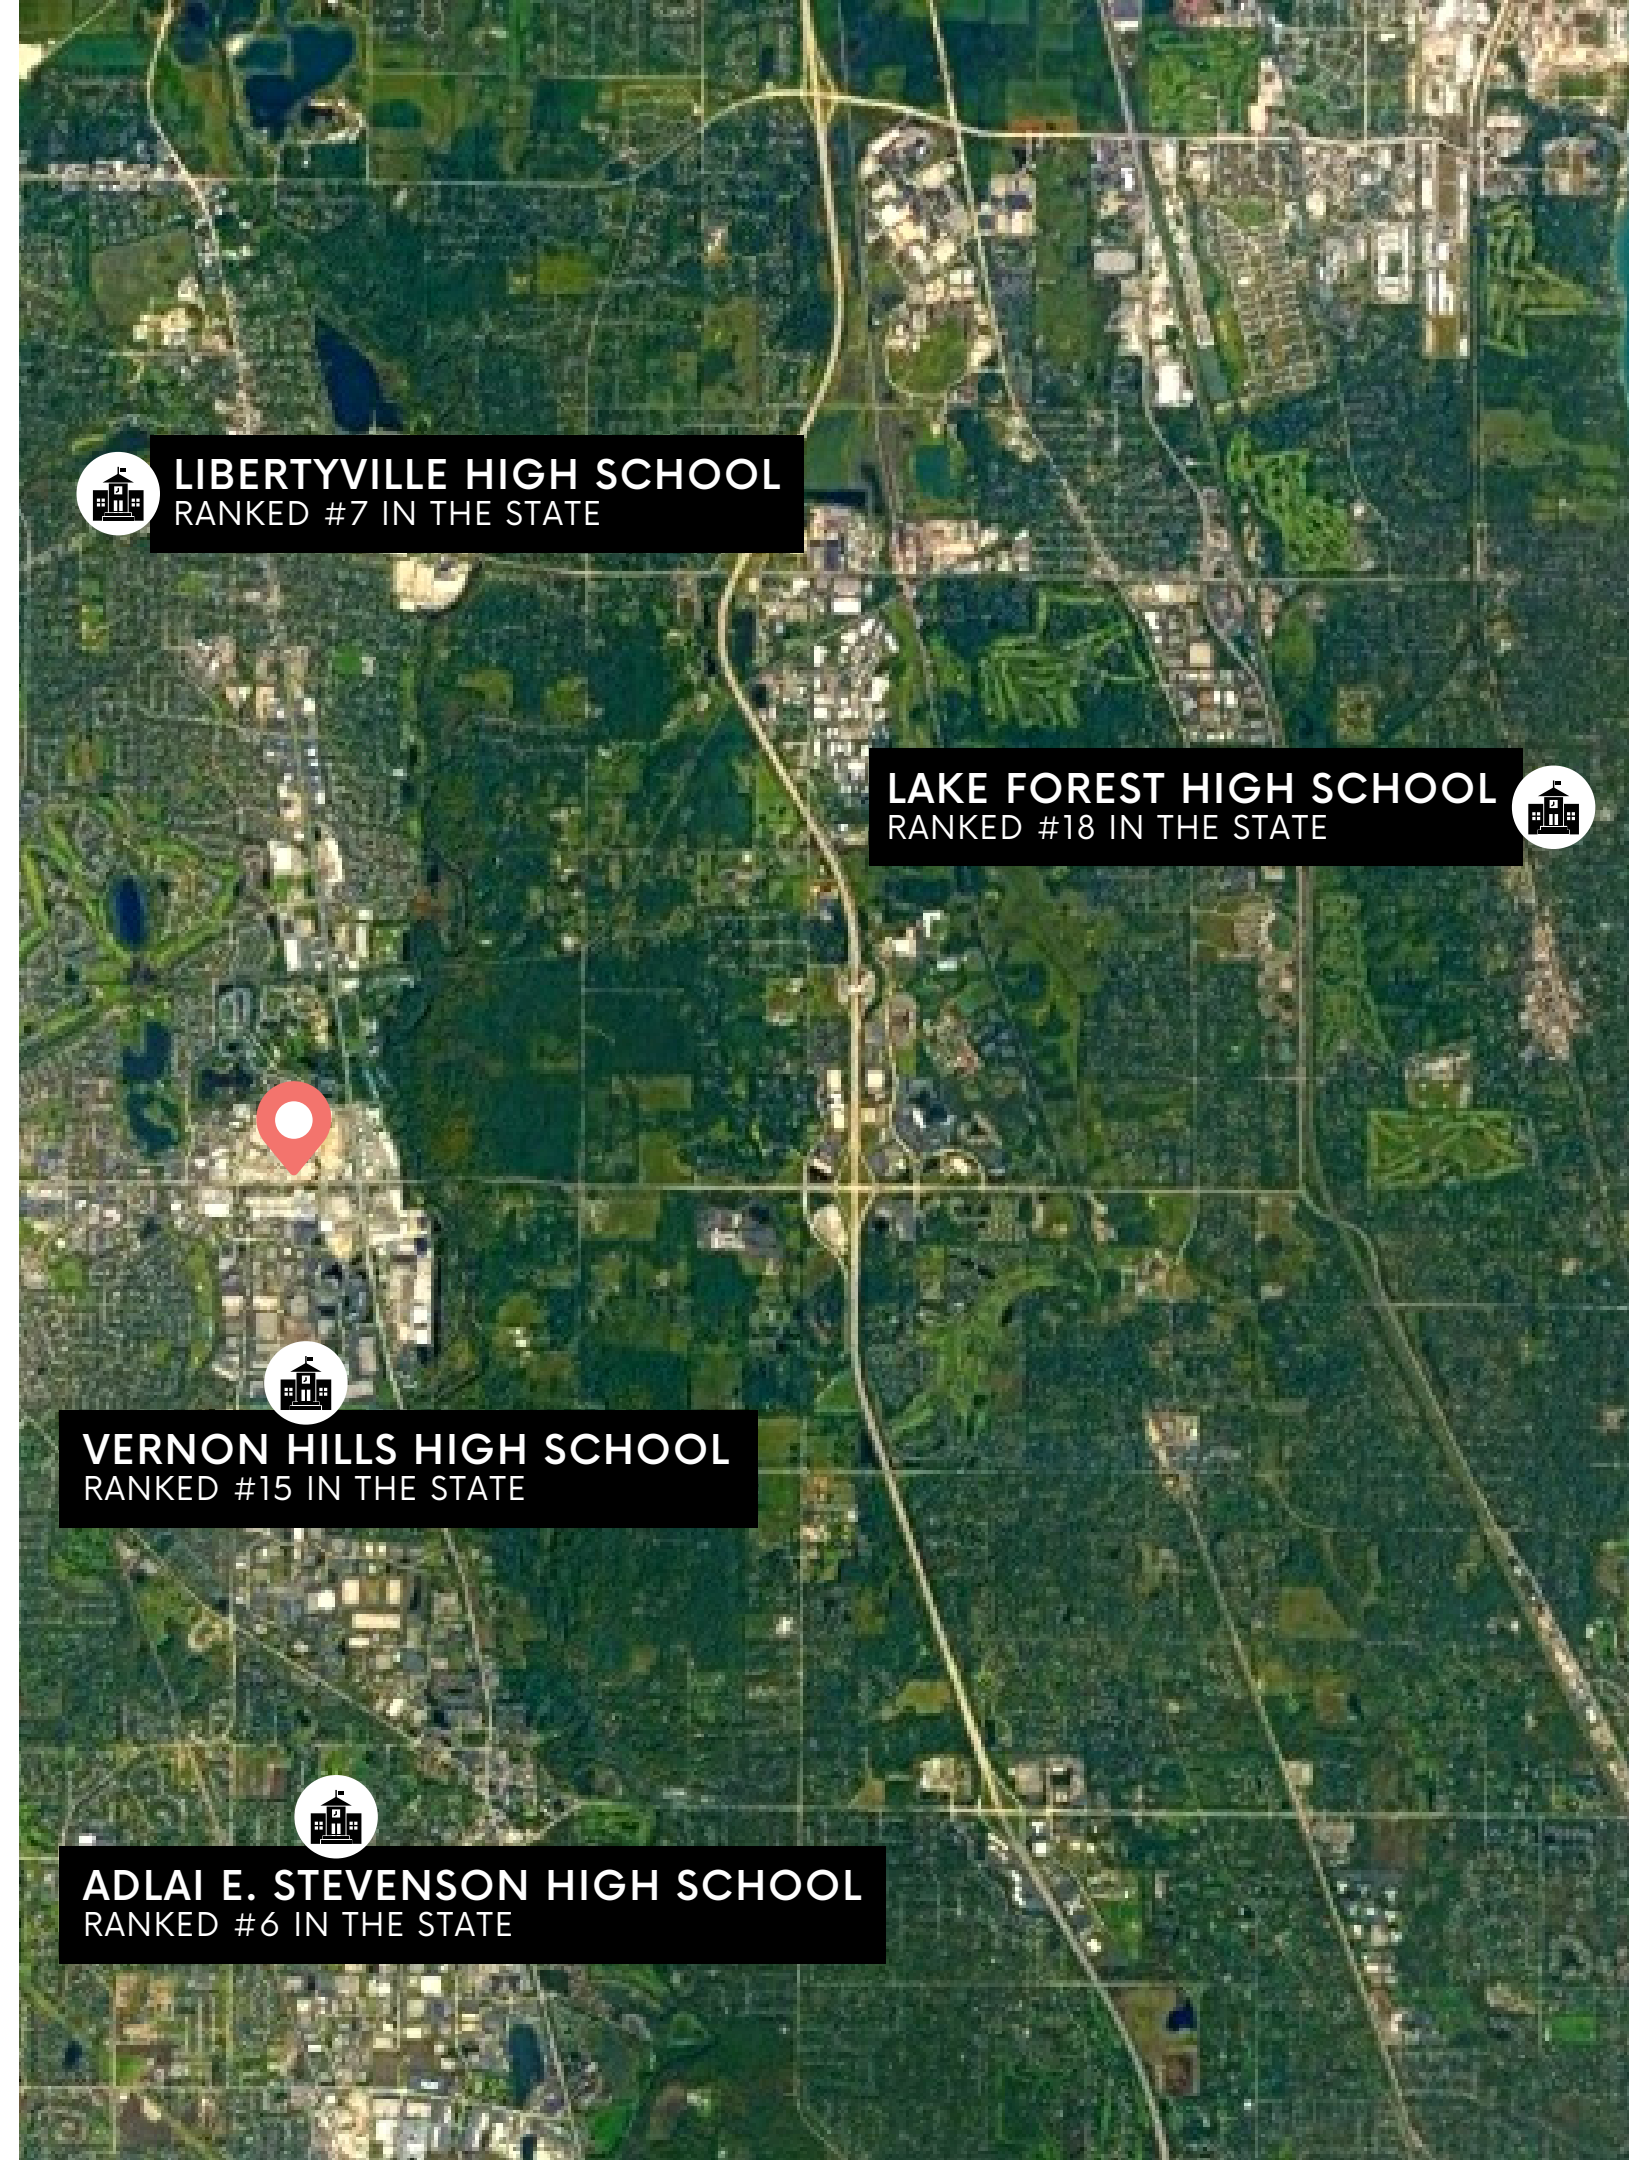 LIBERTYVILLE HIGH SCHOOL
RANKED #7 IN THE STATE
LAKE FOREST HIGH SCHOOL
RANKED #18 IN THE STATE
VERNON HILLS HIGH SCHOOL
RANKED #15 IN THE STATE
ADLAI E. STEVENSON HIGH SCHOOL
RANKED #6 IN THE STATE